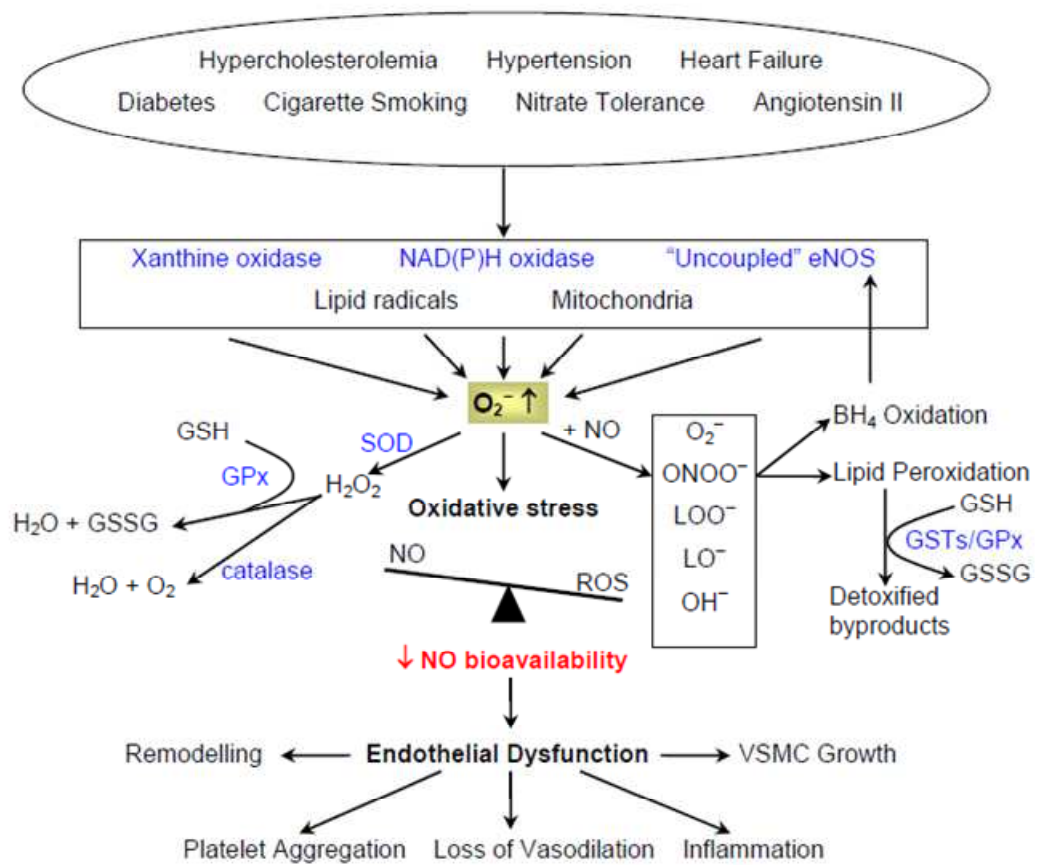 Hypercholesterolemia Hypertension Heart Failure
Diabetes Cigarette Smoking Nitrate Tolerance Angiotensin II
Xanthine oxidase NAD(P)H oxidase “Uncoupled” eNOS
Lipid radicals Mitochondria
O₂⁻ ↑
+ NO
SOD
GSH
GPx
H₂O₂
H₂O + GSSG
catalase
H₂O + O₂
Oxidative stress
NO
ROS
O₂⁻
ONOO⁻
LOO⁻
LO⁻
OH⁻
BH₄ Oxidation
Lipid Peroxidation
GSH
GSTs/GPx
GSSG
Detoxified
byproducts
↓ NO bioavailability
Remodelling Endothelial Dysfunction VSMC Growth
Platelet Aggregation Loss of Vasodilation Inflammation